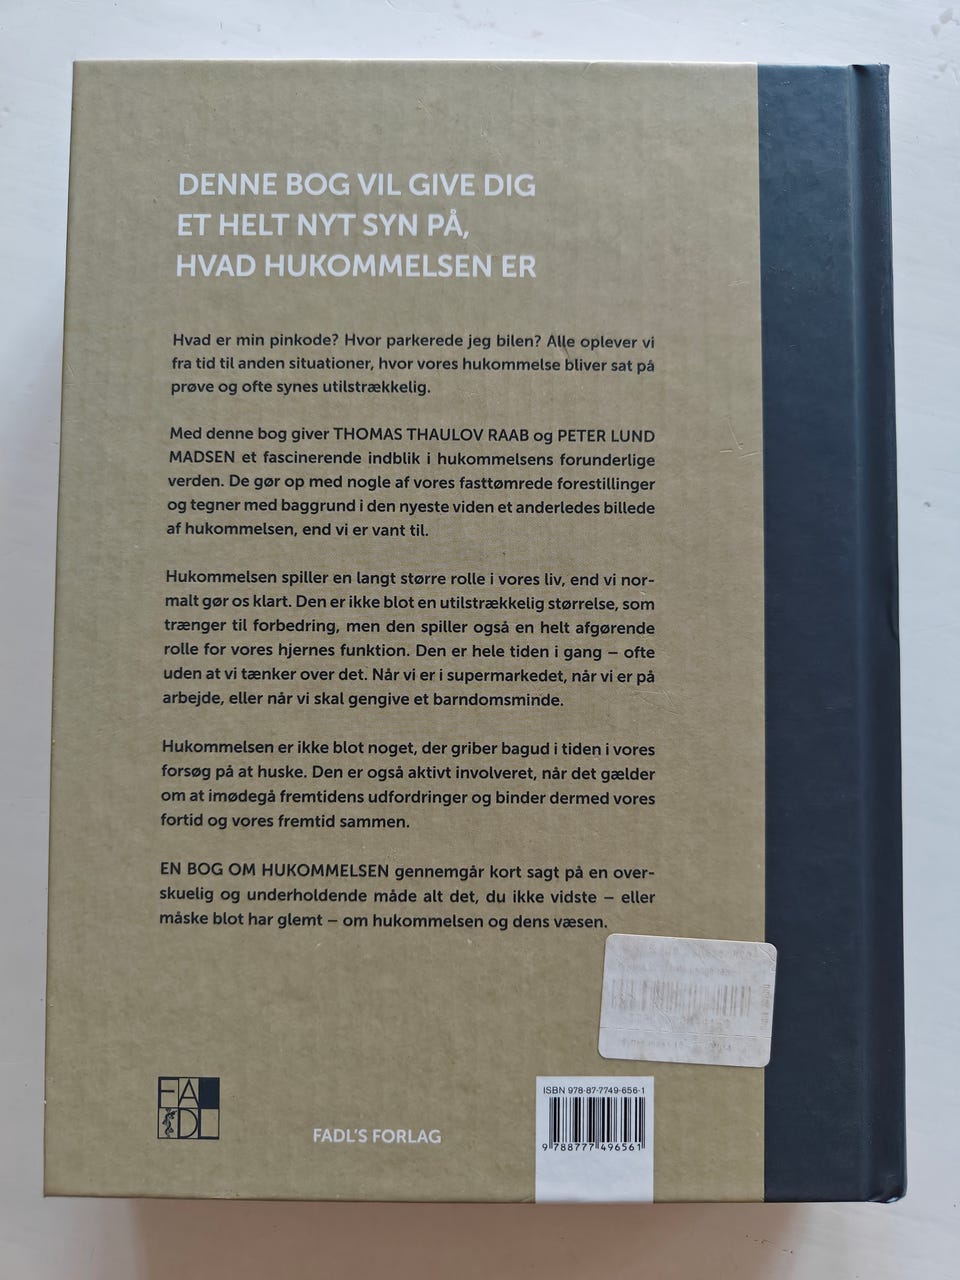 DENNE BOG VIL GIVE DIG
ET HELT NYT SYN PÅ,
HVAD HUKOMMELSEN ER
Hvad er min pinkode? Hvor parkerede jeg bilen? Alle oplever vi
fra tid til anden situationer, hvor vores hukommelse bliver sat på
prøve og ofte synes utilstrækkelig.
Med denne bog giver THOMAS THAULOV RAAB og PETER LUND
MADSEN et fascinerende indblik i hukommelsens forunderlige
verden. De gør op med nogle af vores fasttømrede forestillinger
og tegner med baggrund i den nyeste viden et anderledes billede
af hukommelsen, end vi er vant til.
Hukommelsen spiller en langt større rolle i vores liv, end vi nor-
malt gør os klart. Den er ikke blot en utilstrækkelig størrelse, som
trænger til forbedring, men den spiller også en helt afgørende
rolle for vores hjernes funktion. Den er hele tiden i gang – ofte
uden at vi tænker over det. Når vi er i supermarkedet, når vi er på
arbejde, eller når vi skal gengive et barndomsminde.
Hukommelsen er ikke blot noget, der griber bagud i tiden i vores
forsøg på at huske. Den er også aktivt involveret, når det gælder
om at imødegå fremtidens udfordringer og binder dermed vores
fortid og vores fremtid sammen.
EN BOG OM HUKOMMELSEN gennemgår kort sagt på en over-
skuelig og underholdende måde alt det, du ikke vidste – eller
måske blot har glemt – om hukommelsen og dens væsen.
FADL
FADL'S FORLAG
ISBN 978-87-7749-656-1
9 788777 496561